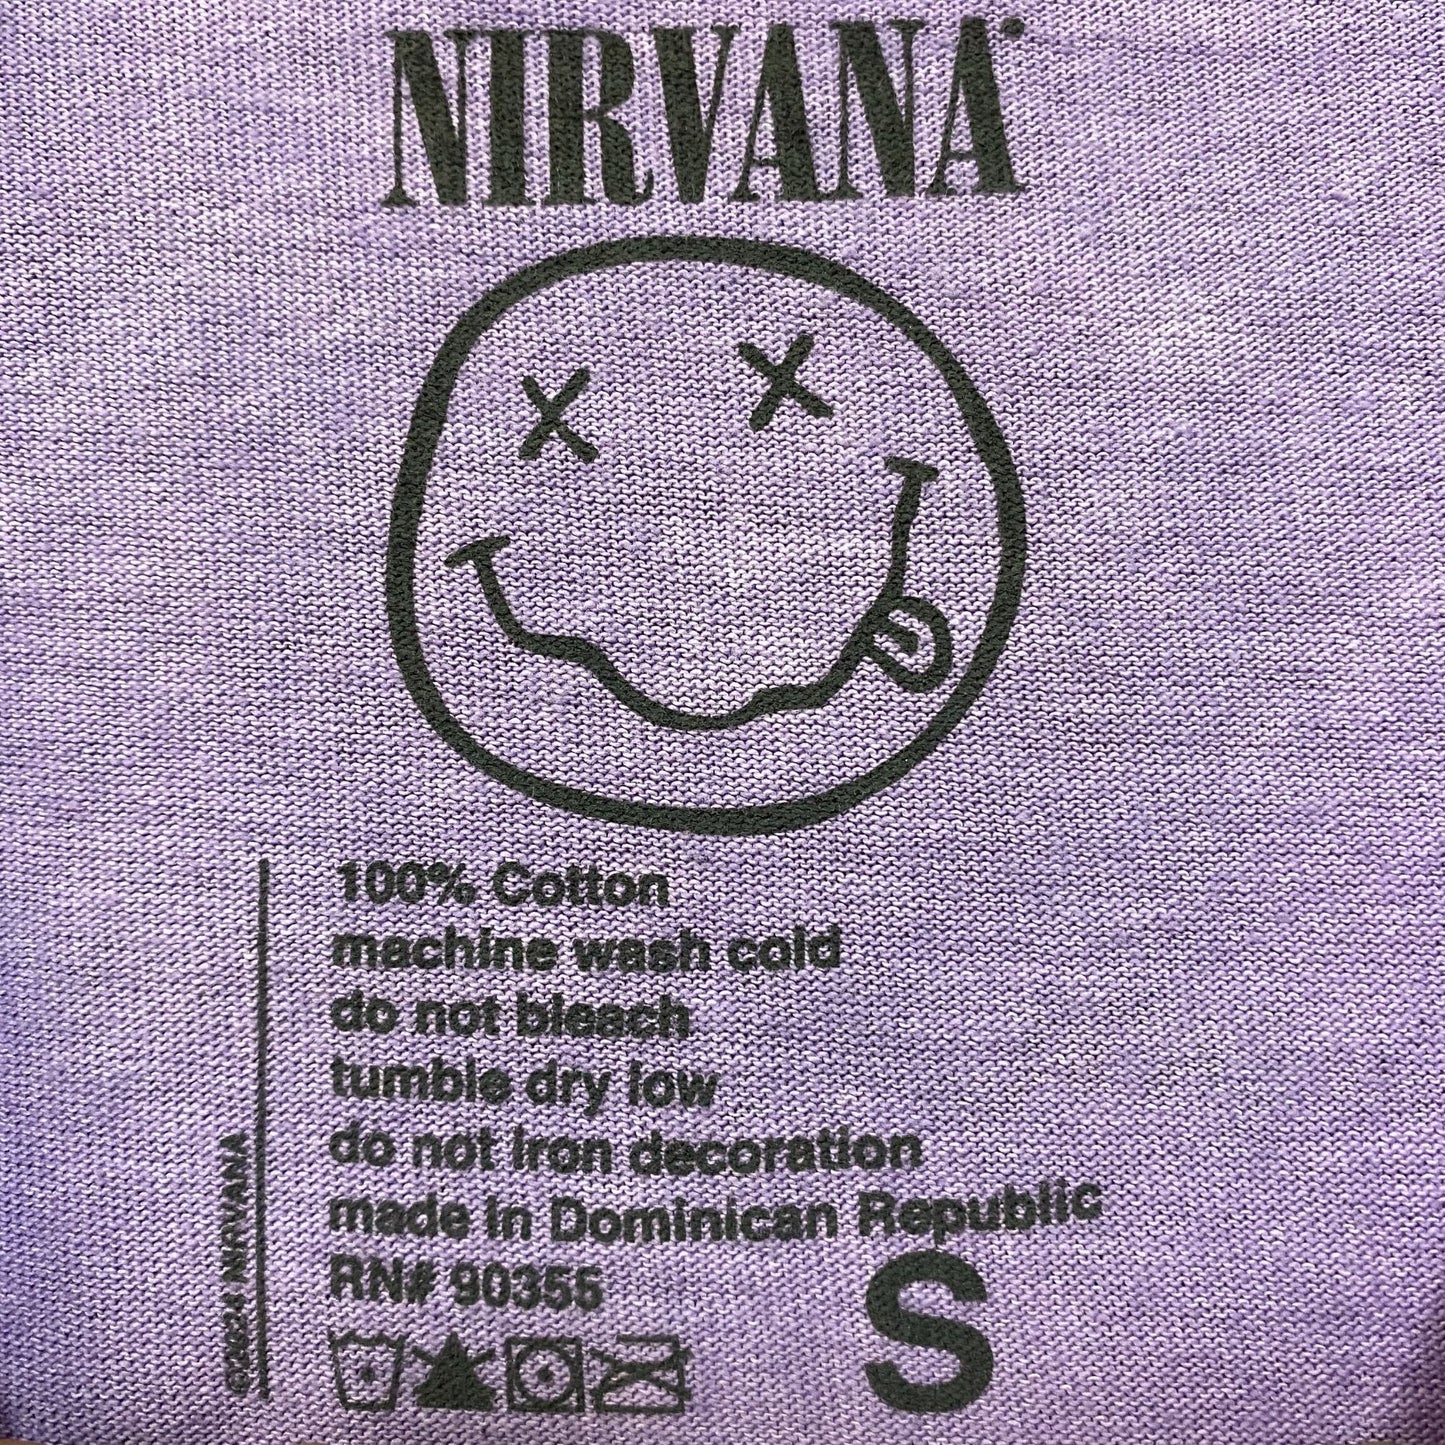 NIRVANA
100% Cotton
machine wash cold
do not bleach
tumble dry low
do not iron decoration
made in Dominican Republic
RN# 90355
S
NIRVANA